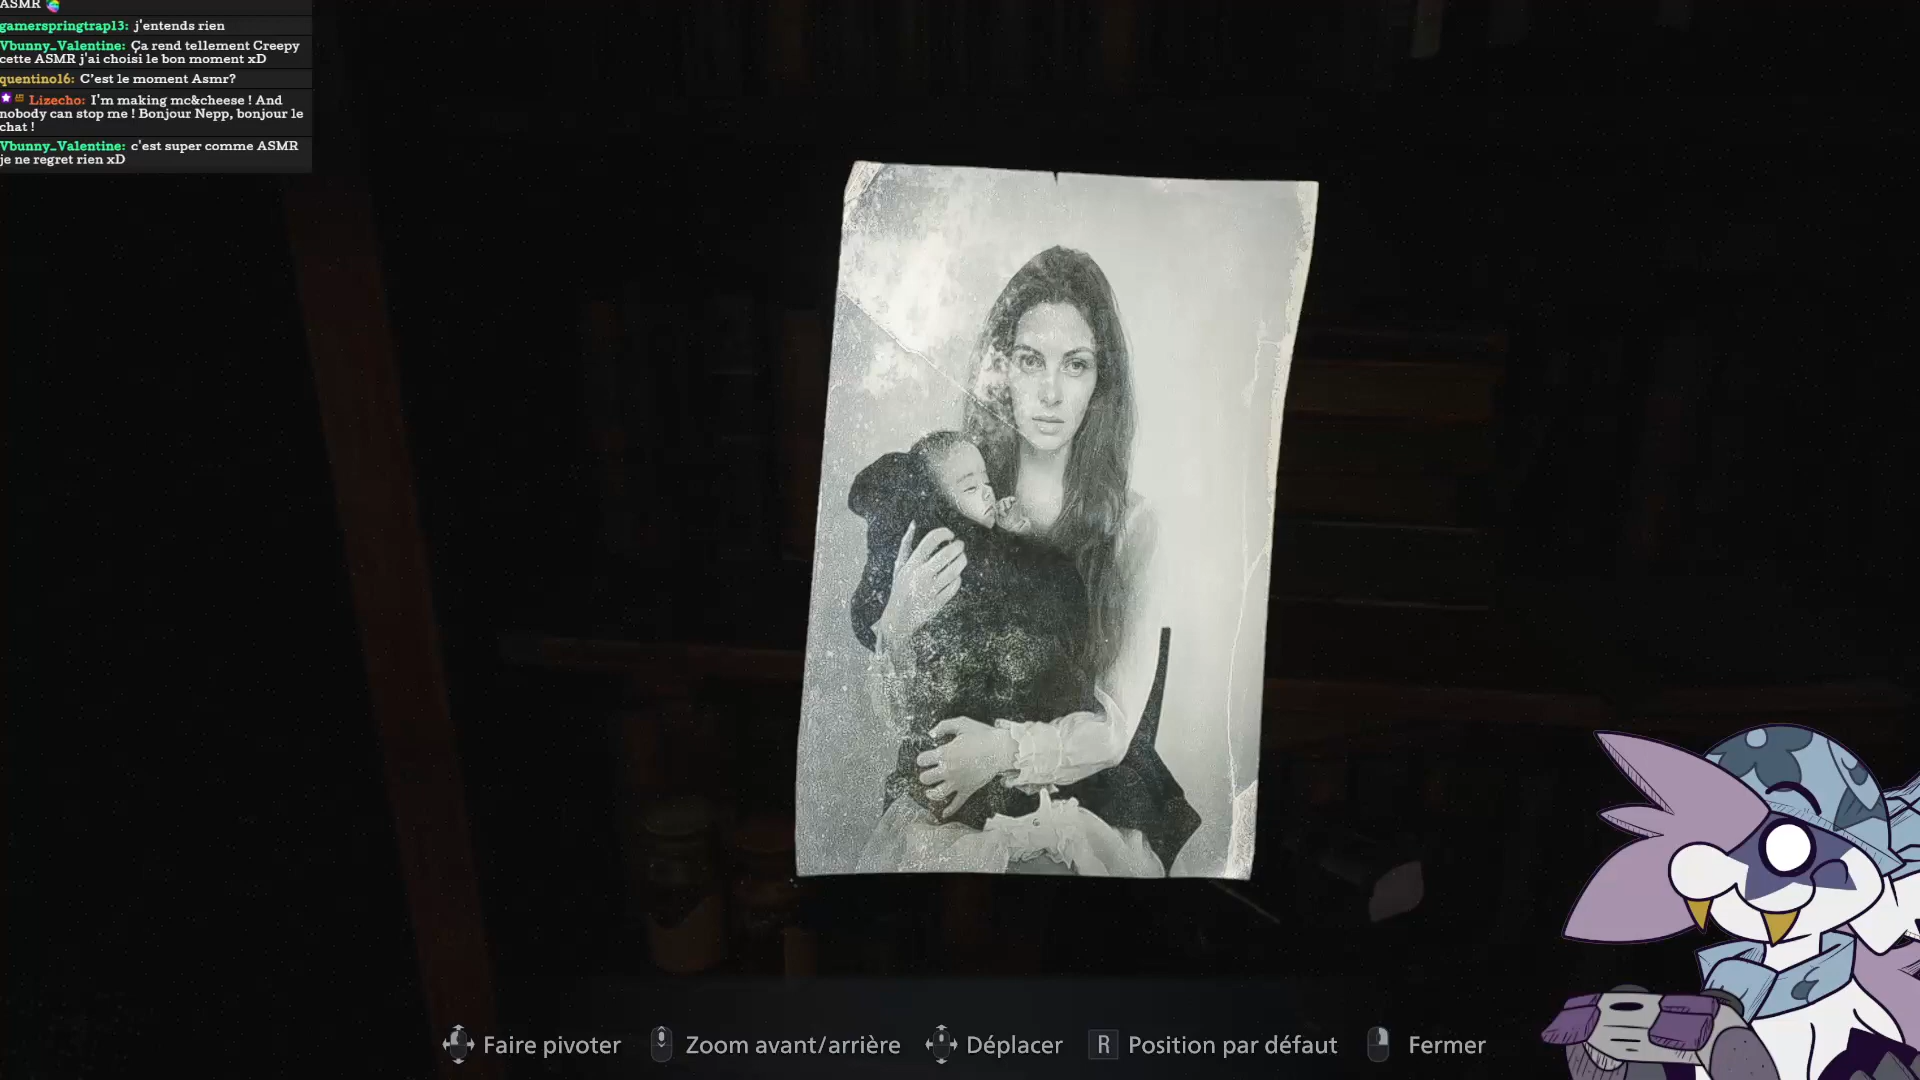 ASMR
gamerspringtrap13: j'entends rien
Vbunny_Valentine: Ça rend tellement Creepy
cette ASMR j'ai choisi le bon moment xD
quentino16: C'est le moment Asmr?
Lizecho: I'm making mc&cheese ! And
nobody can stop me ! Bonjour Nepp, bonjour le
chat !
Vbunny_Valentine: c'est super comme ASMR
je ne regret rien xD
Faire pivoter Zoom avant/arrière Déplacer R Position par défaut Fermer